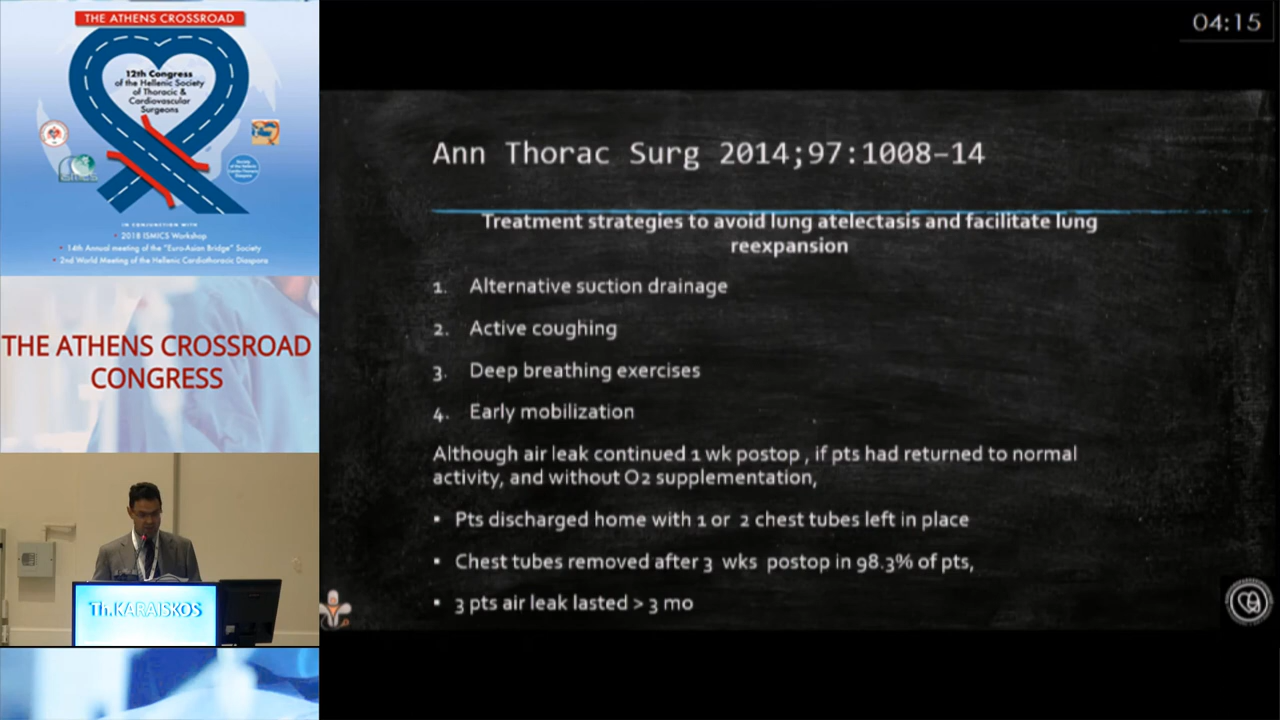 THE ATHENS CROSSROAD
12th Congress
of the Hellenic Society
of Thoracic &
Cardiovascular
Surgeons
IN CONJUNCTION WITH
• 2018 ISMICS Workshop
• 14th Annual meeting of the "Euro-Asian Bridge" Society
• 2nd World Meeting of the Hellenic Cardiothoracic Diaspora
THE ATHENS CROSSROAD
CONGRESS
Th.KARAISKOS
04:15
Ann Thorac Surg 2014;97:1008–14
Treatment strategies to avoid lung atelectasis and facilitate lung
reexpansion
1. Alternative suction drainage
2. Active coughing
3. Deep breathing exercises
4. Early mobilization
Although air leak continued 1 wk postop , if pts had returned to normal
activity, and without O2 supplementation,
▪ Pts discharged home with 1 or 2 chest tubes left in place
▪ Chest tubes removed after 3 wks postop in 98.3% of pts,
▪ 3 pts air leak lasted > 3 mo